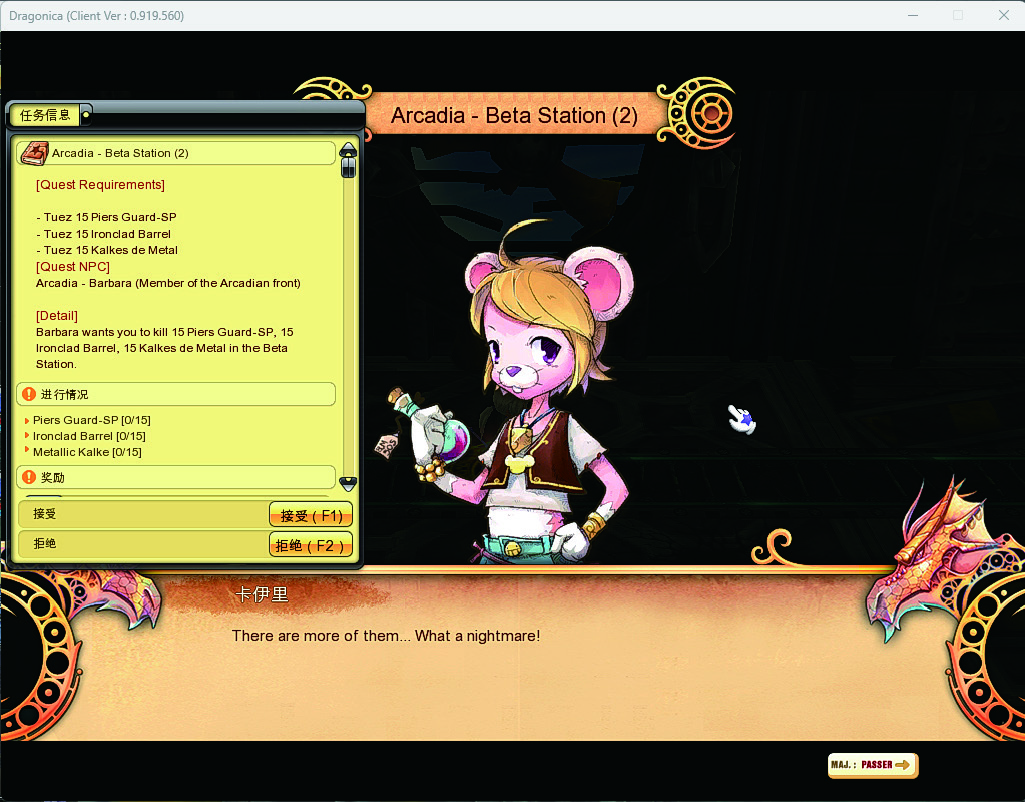 Dragonica (Client Ver : 0.919.560)
Arcadia - Beta Station (2)
任务信息
Arcadia - Beta Station (2)
[Quest Requirements]
- Tuez 15 Piers Guard-SP
- Tuez 15 Ironclad Barrel
- Tuez 15 Kalkes de Metal
[Quest NPC]
Arcadia - Barbara (Member of the Arcadian front)
[Detail]
Barbara wants you to kill 15 Piers Guard-SP, 15
Ironclad Barrel, 15 Kalkes de Metal in the Beta
Station.
进行情况
Piers Guard-SP [0/15]
Ironclad Barrel [0/15]
Metallic Kalke [0/15]
奖励
接受
接受 ( F1)
拒绝
拒绝 ( F2 )
卡伊里
There are more of them... What a nightmare!
MAJ. : PASSER